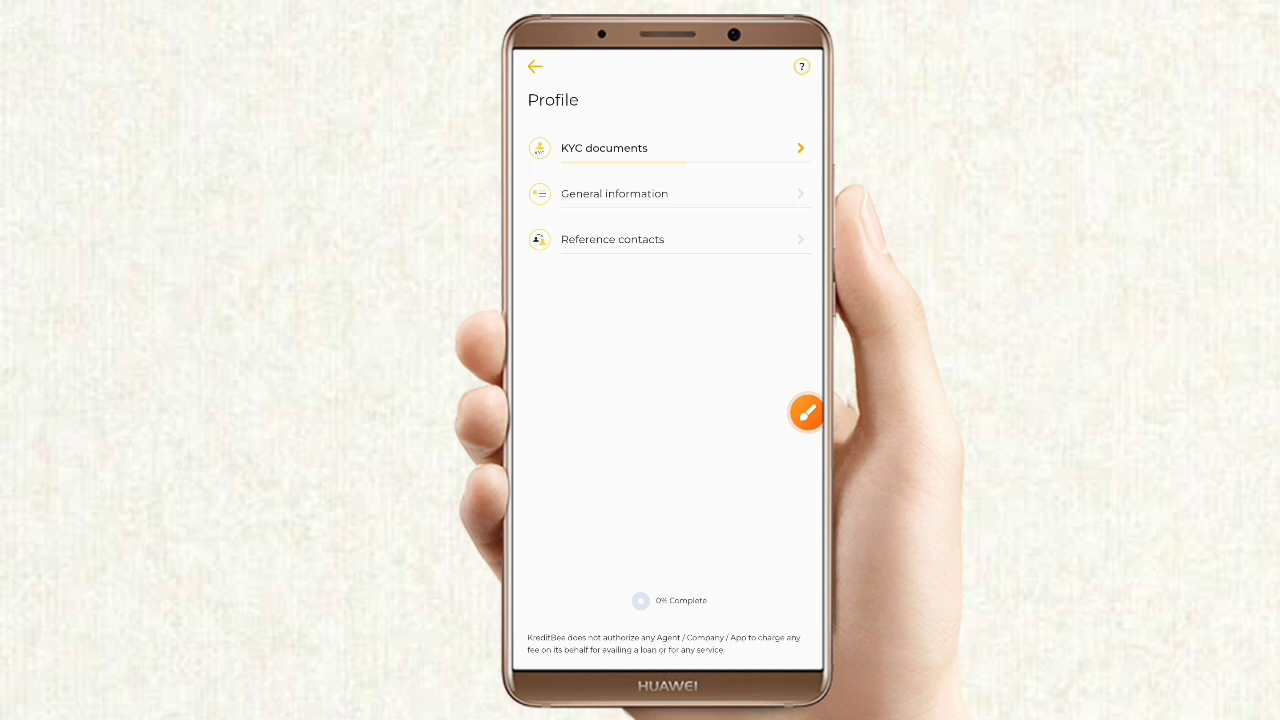 ?
Profile
KYC
KYC documents
General information
Reference contacts
0% Complete
KreditBee does not authorize any Agent / Company / App to charge any
fee on its behalf for availing a loan or for any service.
HUAWEI